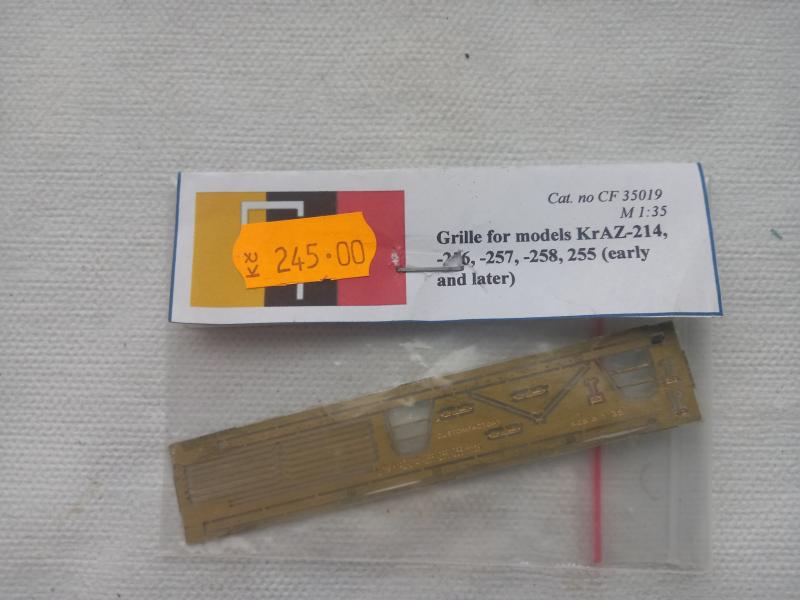 Cat. no CF 35019
M 1:35
Grille for models KrAZ-214,
-257, -258, 255 (early
and later)
Kč 245.00
CUSTOMFACTORY